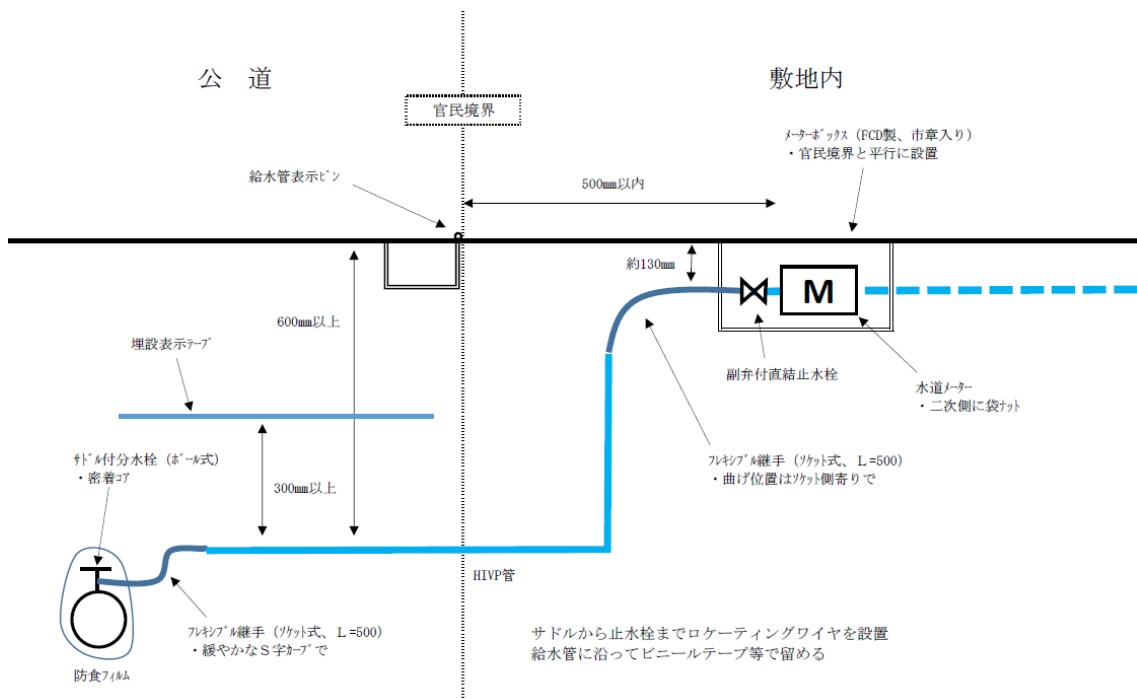 公 道
敷地内
官民境界
メーターボックス（FCD製、市章入り）
・官民境界と平行に設置
給水管表示ピン
500mm以内
約130mm
M
600mm以上
埋設表示テープ
副弁付直結止水栓
水道メーター
・二次側に袋ナット
サドル付分水栓（ボール式）
・密着コア
フレキシブル継手（ソケット式、L=500）
・曲げ位置はソケット側寄りで
300mm以上
HIVP管
フレキシブル継手（ソケット式、L=500）
・緩やかなS字カーブで
サドルから止水栓までロケーティングワイヤを設置
給水管に沿ってビニールテープ等で留める
防食フィルム